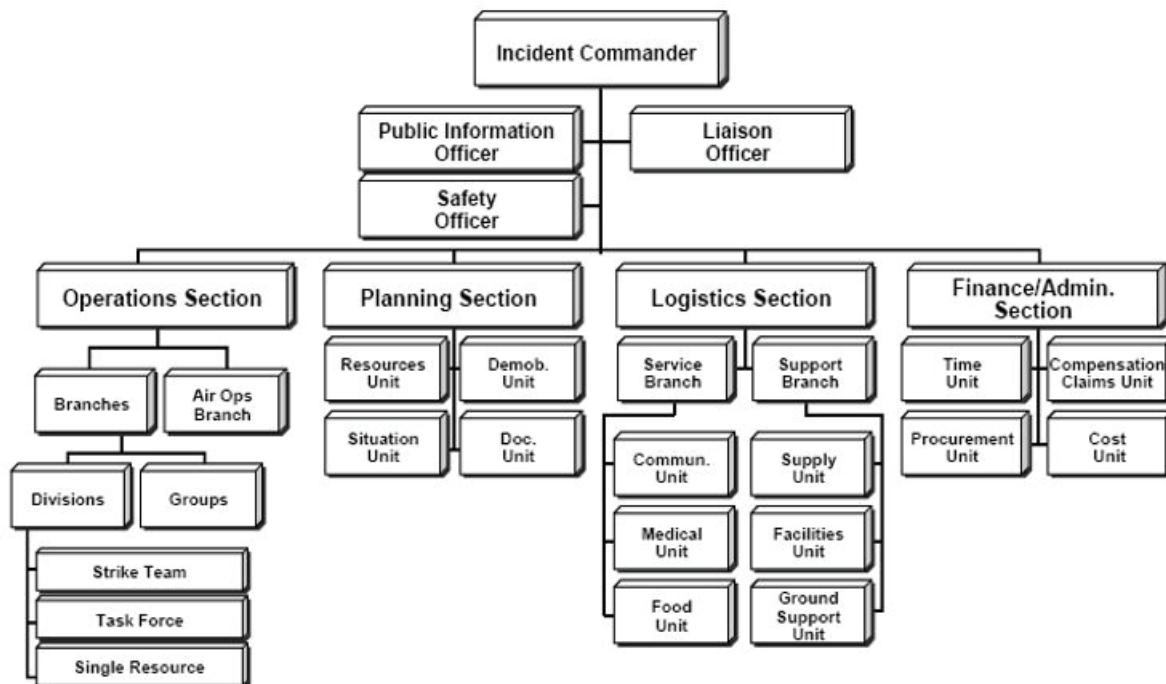 Incident Commander
Public Information
Officer
Liaison
Officer
Safety
Officer
Operations Section
Planning Section
Logistics Section
Finance/Admin.
Section
Branches
Air Ops
Branch
Divisions
Groups
Strike Team
Task Force
Single Resource
Resources
Unit
Demob.
Unit
Situation
Unit
Doc.
Unit
Service
Branch
Support
Branch
Commun.
Unit
Medical
Unit
Food
Unit
Supply
Unit
Facilities
Unit
Ground
Support
Unit
Time
Unit
Compensation
Claims Unit
Procurement
Unit
Cost
Unit